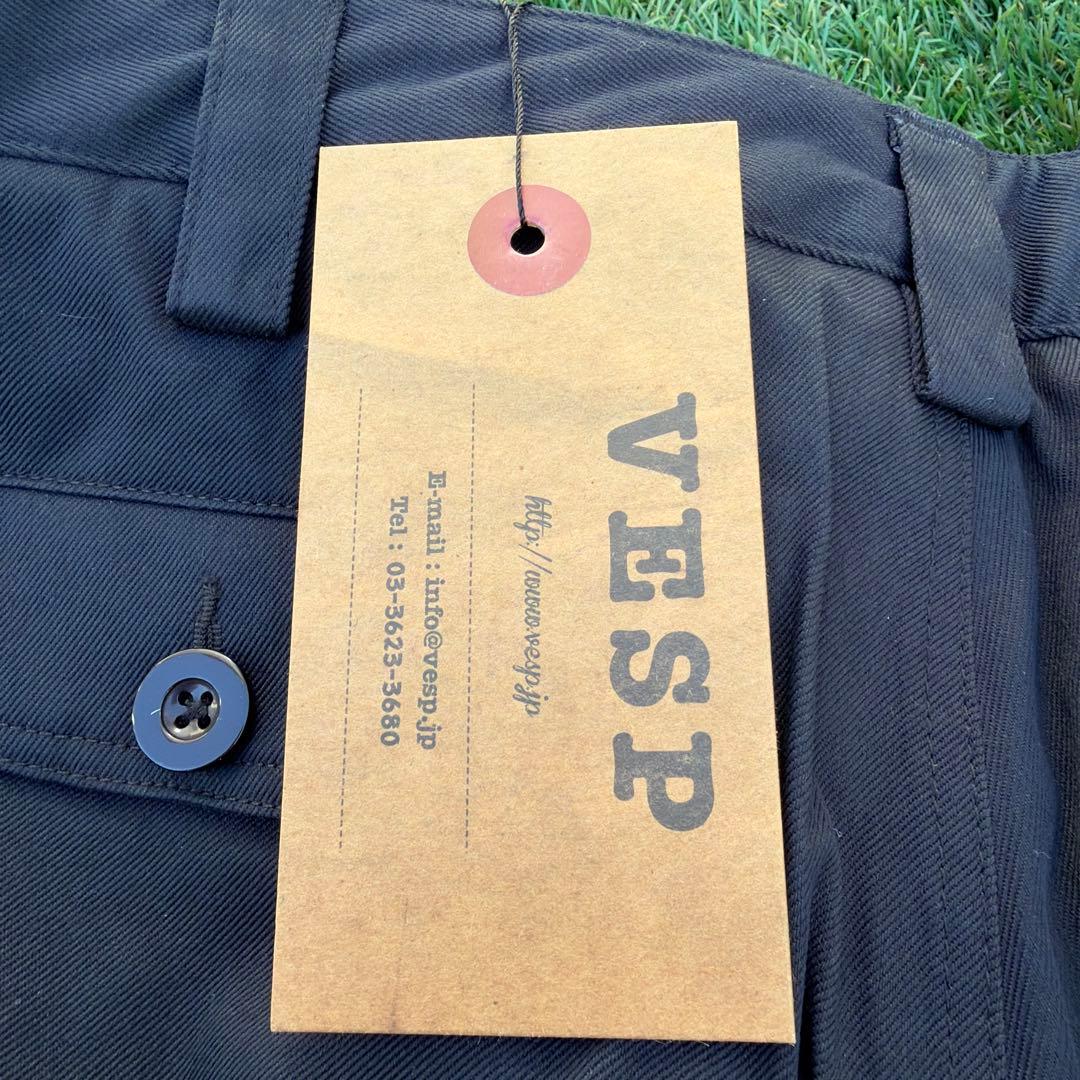 VESP
http://www.vesp.jp
E-mail : info@vesp.jp
Tel : 03-3623-3680